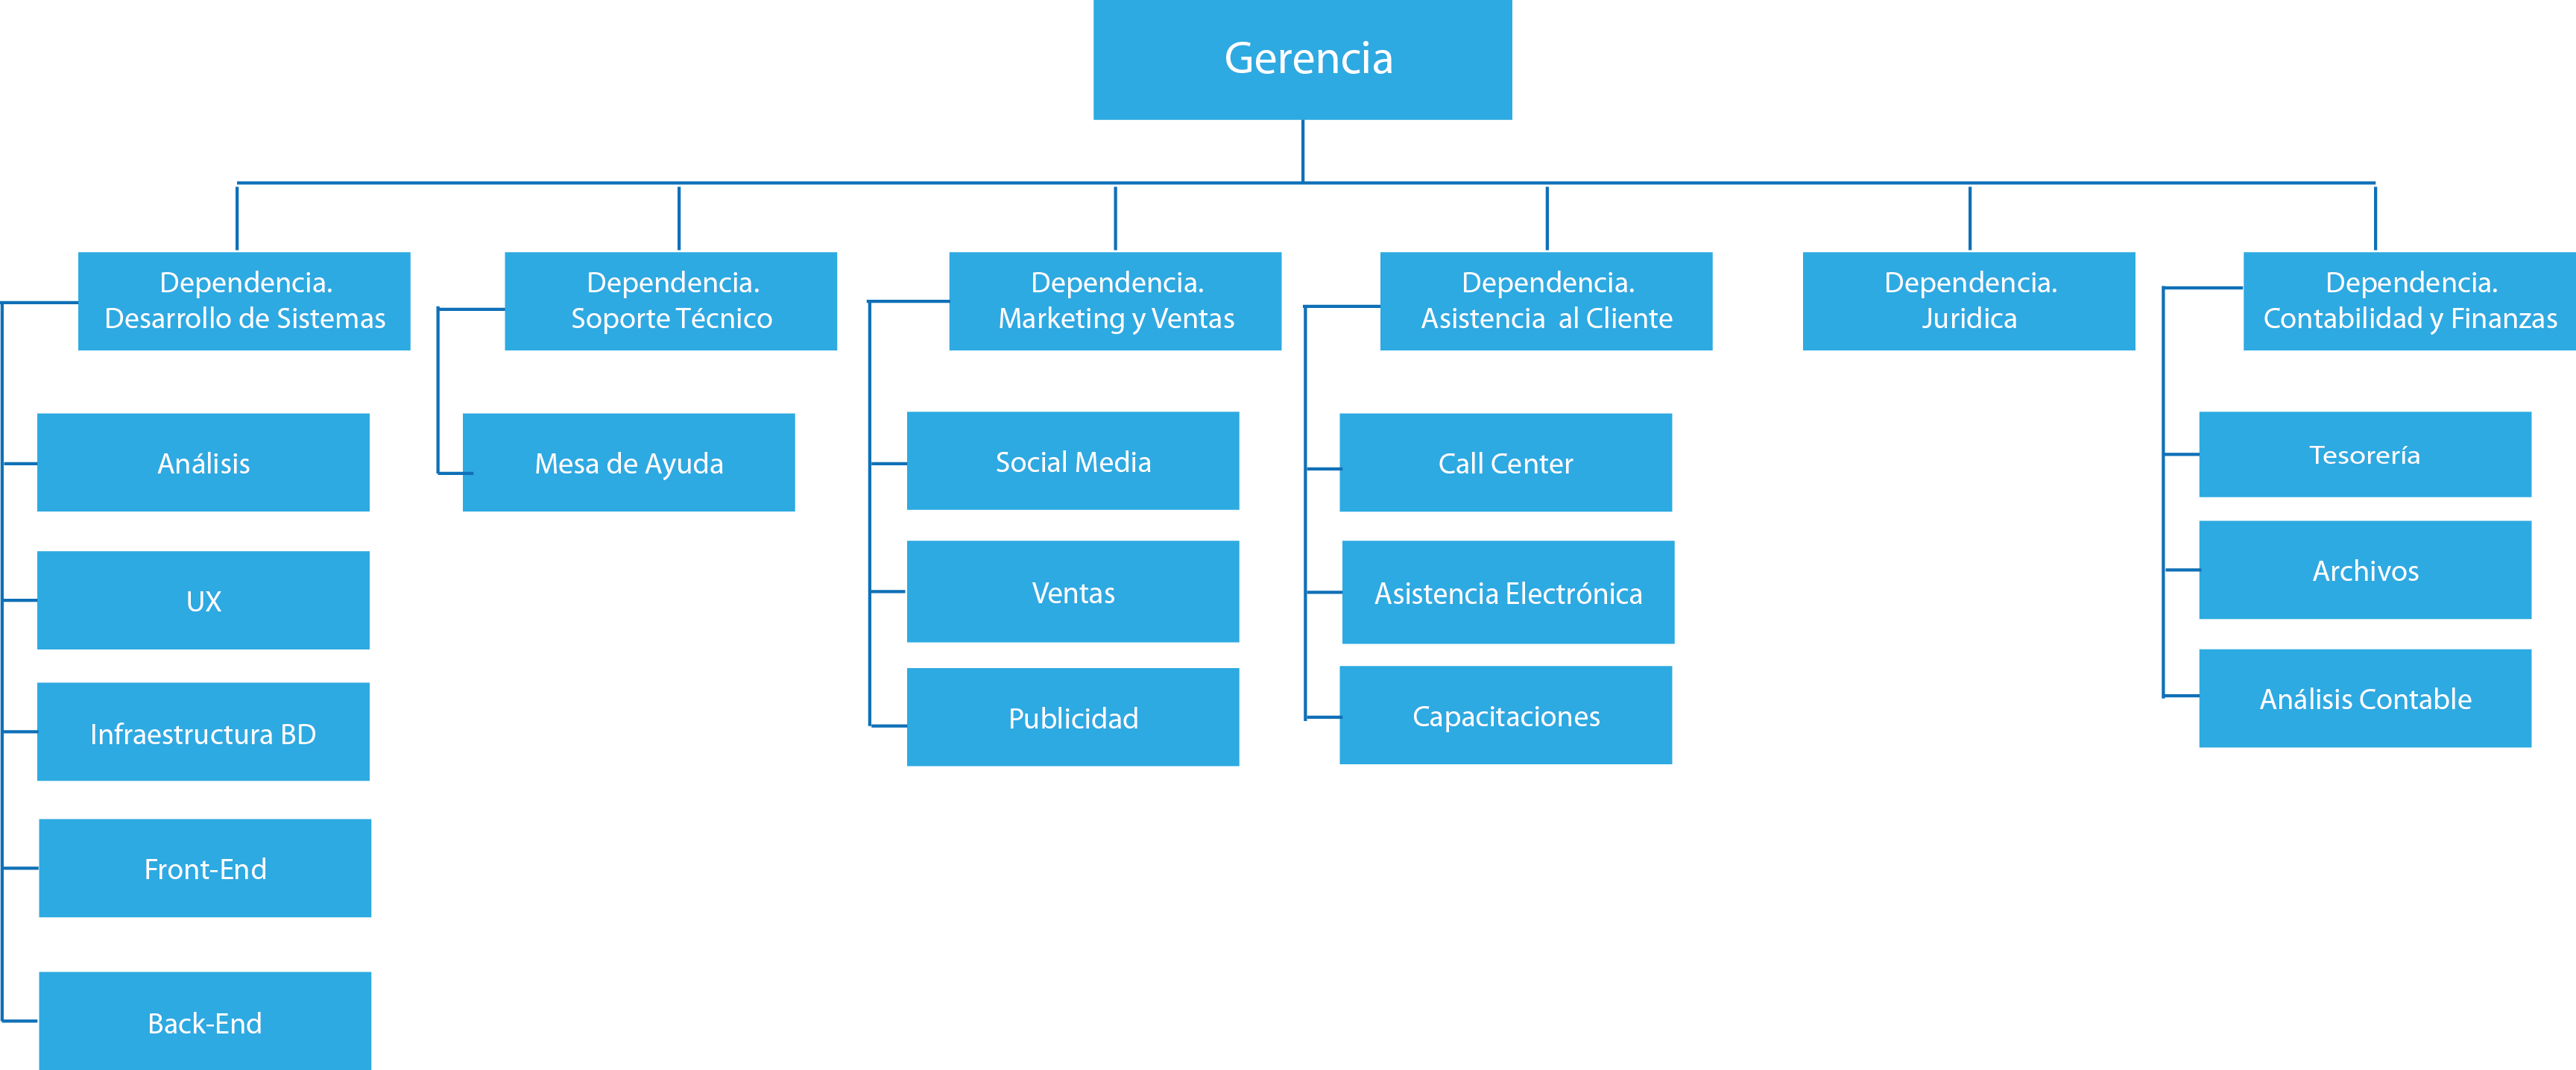 Gerencia
Dependencia.
Desarrollo de Sistemas
Dependencia.
Soporte Técnico
Dependencia.
Marketing y Ventas
Dependencia.
Asistencia  al Cliente
Dependencia.
Juridica
Dependencia.
Contabilidad y Finanzas
Análisis
UX
Infraestructura BD
Front-End
Back-End
Mesa de Ayuda
Social Media
Ventas
Publicidad
Call Center
Asistencia Electrónica
Capacitaciones
Tesorería
Archivos
Análisis Contable